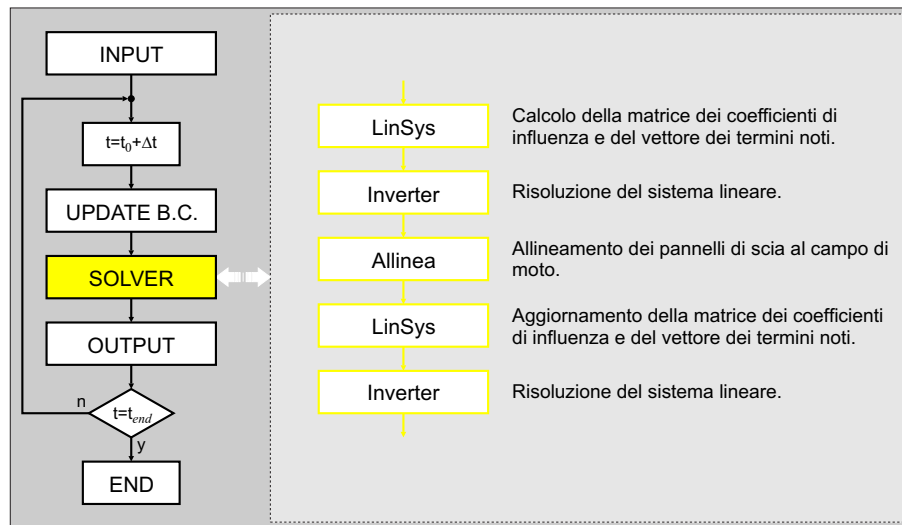 INPUT
t=t0+Δt
UPDATE B.C.
SOLVER
OUTPUT
n
t=tend
y
END
LinSys
Calcolo della matrice dei coefficienti di
influenza e del vettore dei termini noti.
Inverter
Risoluzione del sistema lineare.
Allinea
Allineamento dei pannelli di scia al campo di
moto.
LinSys
Aggiornamento della matrice dei coefficienti
di influenza e del vettore dei termini noti.
Inverter
Risoluzione del sistema lineare.